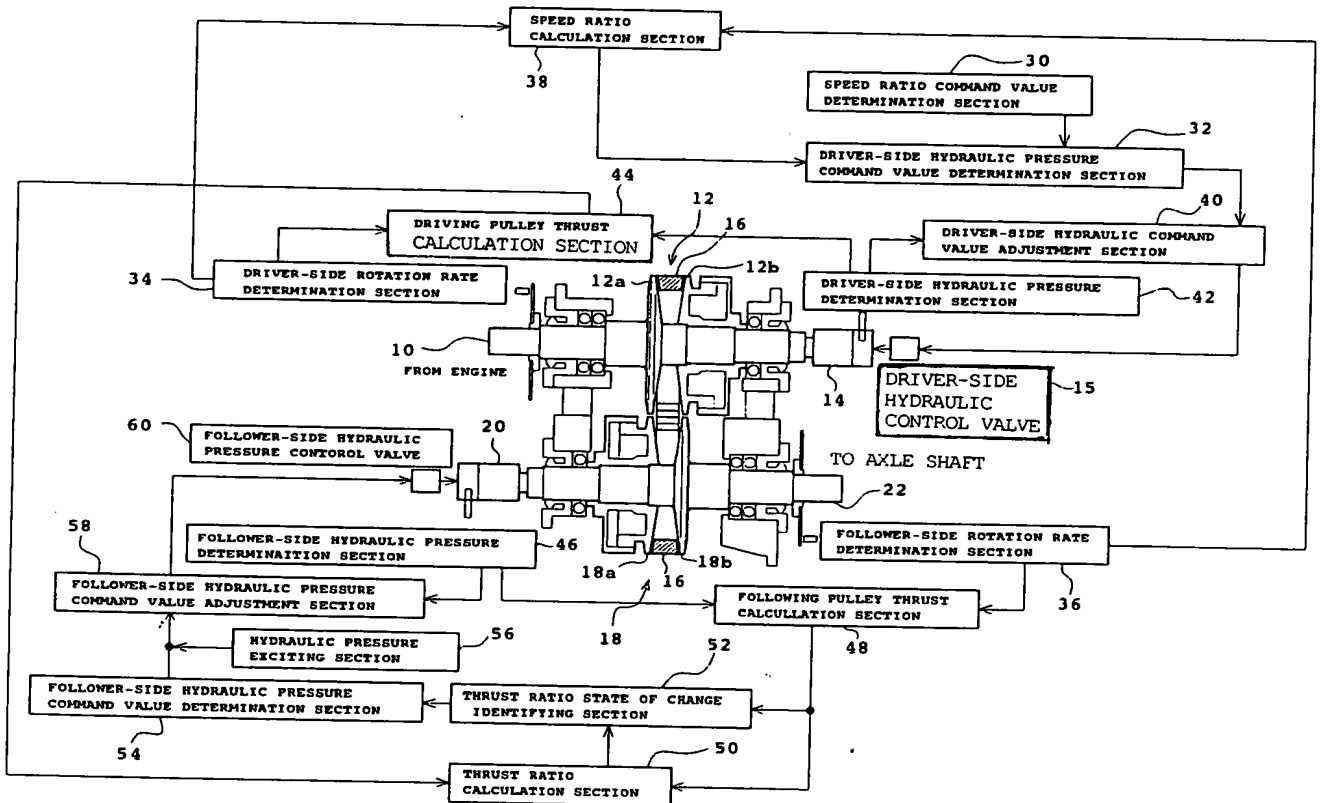 SPEED RATIO
CALCULATION SECTION
38
30
SPEED RATIO COMMAND VALUE
DETERMINATION SECTION
32
DRIVER-SIDE HYDRAULIC PRESSURE
COMMAND VALUE DETERMINATION SECTION
44
DRIVING PULLEY THRUST
CALCULATION SECTION
12
16
40
DRIVER-SIDE HYDRAULIC COMMAND
VALUE ADJUSTMENT SECTION
34
DRIVER-SIDE ROTATION RATE
DETERMINATION SECTION
12a
12b
DRIVER-SIDE HYDRAULIC PRESSURE
DETERMINATION SECTION
42
10
FROM ENGINE
14
DRIVER-SIDE
HYDRAULIC
CONTROL VALVE
15
60
FOLLOWER-SIDE HYDRAULIC
PRESSURE CONTOROL VALVE
20
TO AXLE SHAFT
22
58
FOLLOWER-SIDE HYDRAULIC PRESSURE
DETERMINAITION SECTION
46
18a
16
18b
18
FOLLOWER-SIDE ROTATION RATE
DETERMINATION SECTION
36
FOLLOWER-SIDE HYDRAULIC PRESSURE
COMMAND VALUE ADJUSTMENT SECTION
FOLLOWING PULLEY THRUST
CALCULLATION SECTION
48
HYDRAULIC PRESSURE
EXCITING SECTION
56
52
FOLLOWER-SIDE HYDRAULIC PRESSURE
COMMAND VALUE DETERMINATION SECTION
54
THRUST RATIO STATE OF CHANGE
IDENTIFYING SECTION
50
THRUST RATIO
CALCULATION SECTION